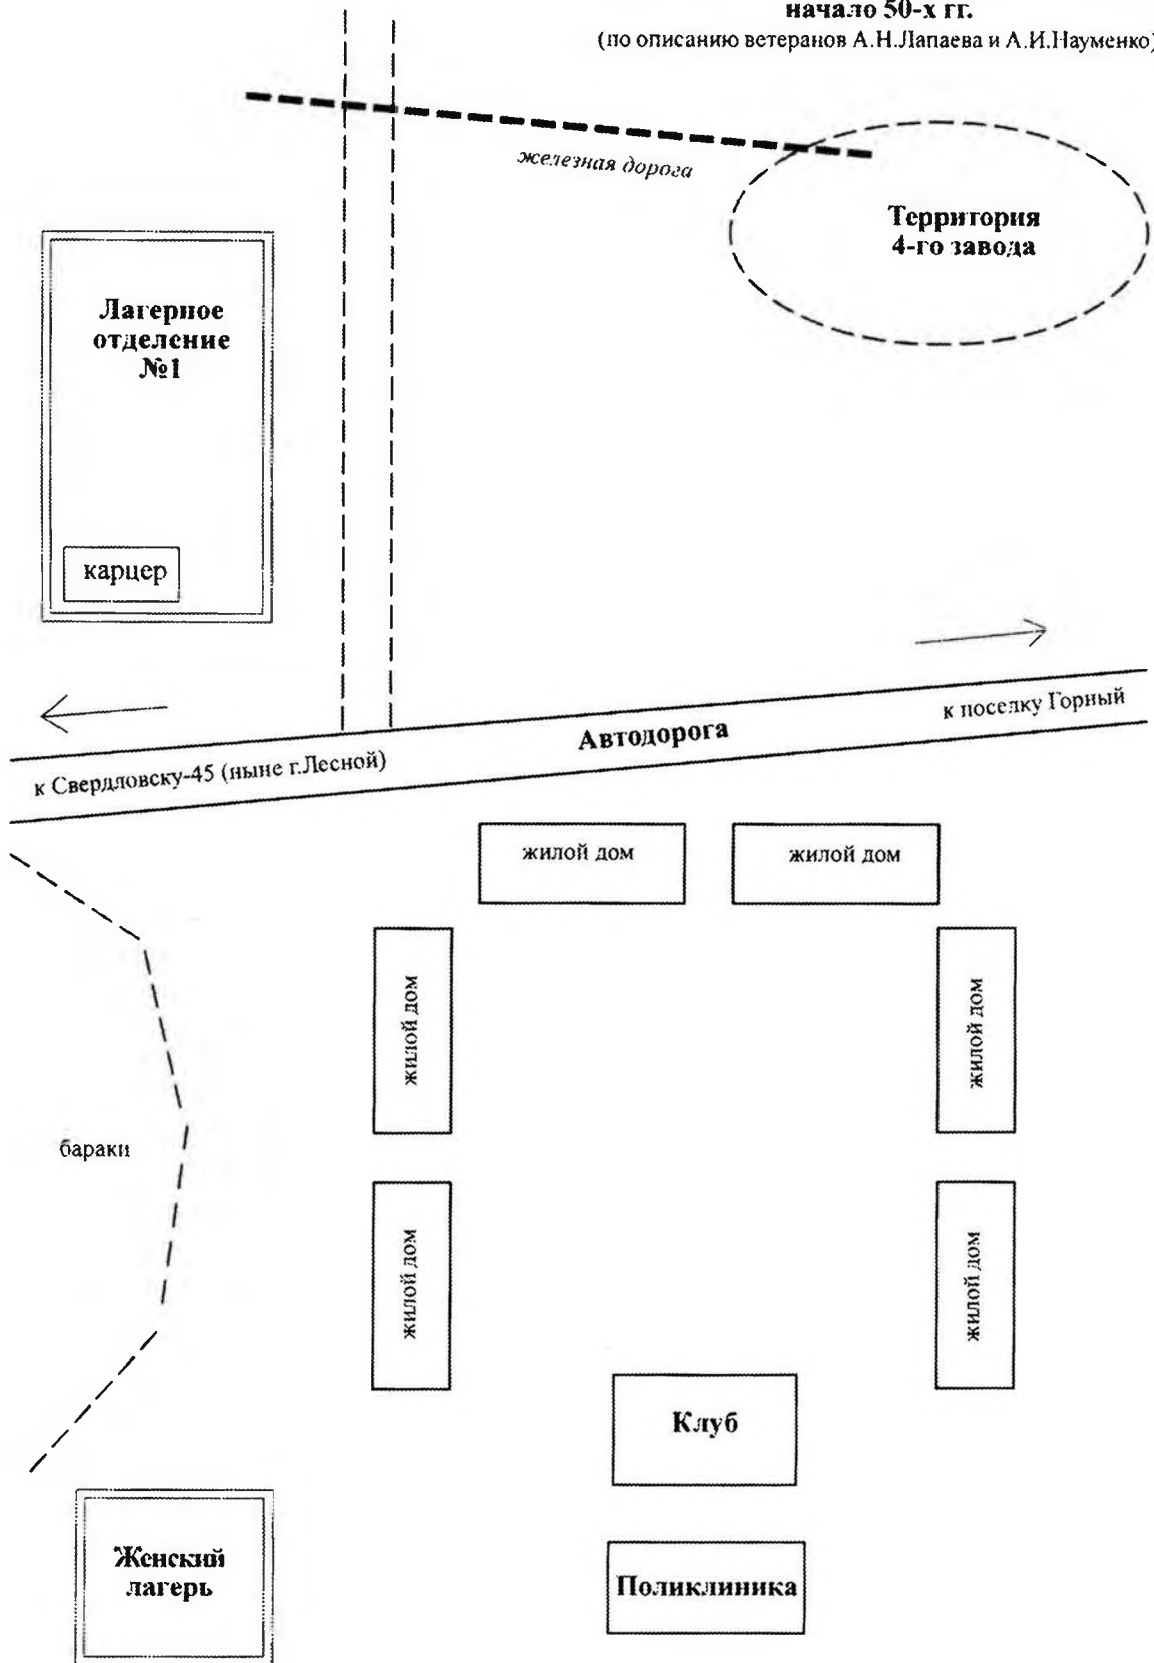 начало 50-х гг.
(по описанию ветеранов А.Н.Лапаева и А.И.Науменко)
железная дорога
Территория
4-го завода
Лагерное
отделение
№1
карцер
к поселку Горный
Автодорога
к Свердловску-45 (ныне г.Лесной)
жилой дом
жилой дом
жилой дом
жилой дом
бараки
жилой дом
жилой дом
Клуб
Женский
лагерь
Поликлиника